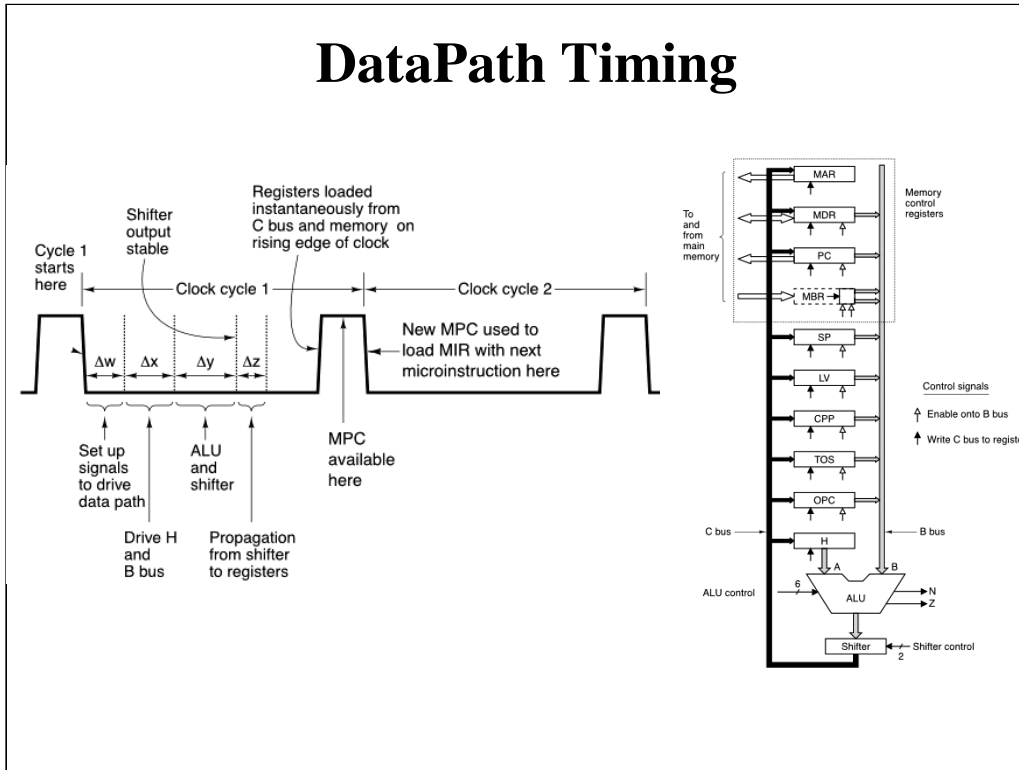 DataPath Timing
Cycle 1
starts
here
Shifter
output
stable
Registers loaded
instantaneously from
C bus and memory on
rising edge of clock
Clock cycle 1
Clock cycle 2
New MPC used to
load MIR with next
microinstruction here
Δw
Δx
Δy
Δz
Set up
signals
to drive
data path
ALU
and
shifter
MPC
available
here
Drive H
and
B bus
Propagation
from shifter
to registers
MAR
MDR
PC
MBR
To
and
from
main
memory
Memory
control
registers
SP
LV
CPP
TOS
OPC
H
Control signals
Enable onto B bus
Write C bus to registe
C bus
B bus
A
B
ALU control
6
ALU
N
Z
Shifter
Shifter control
2